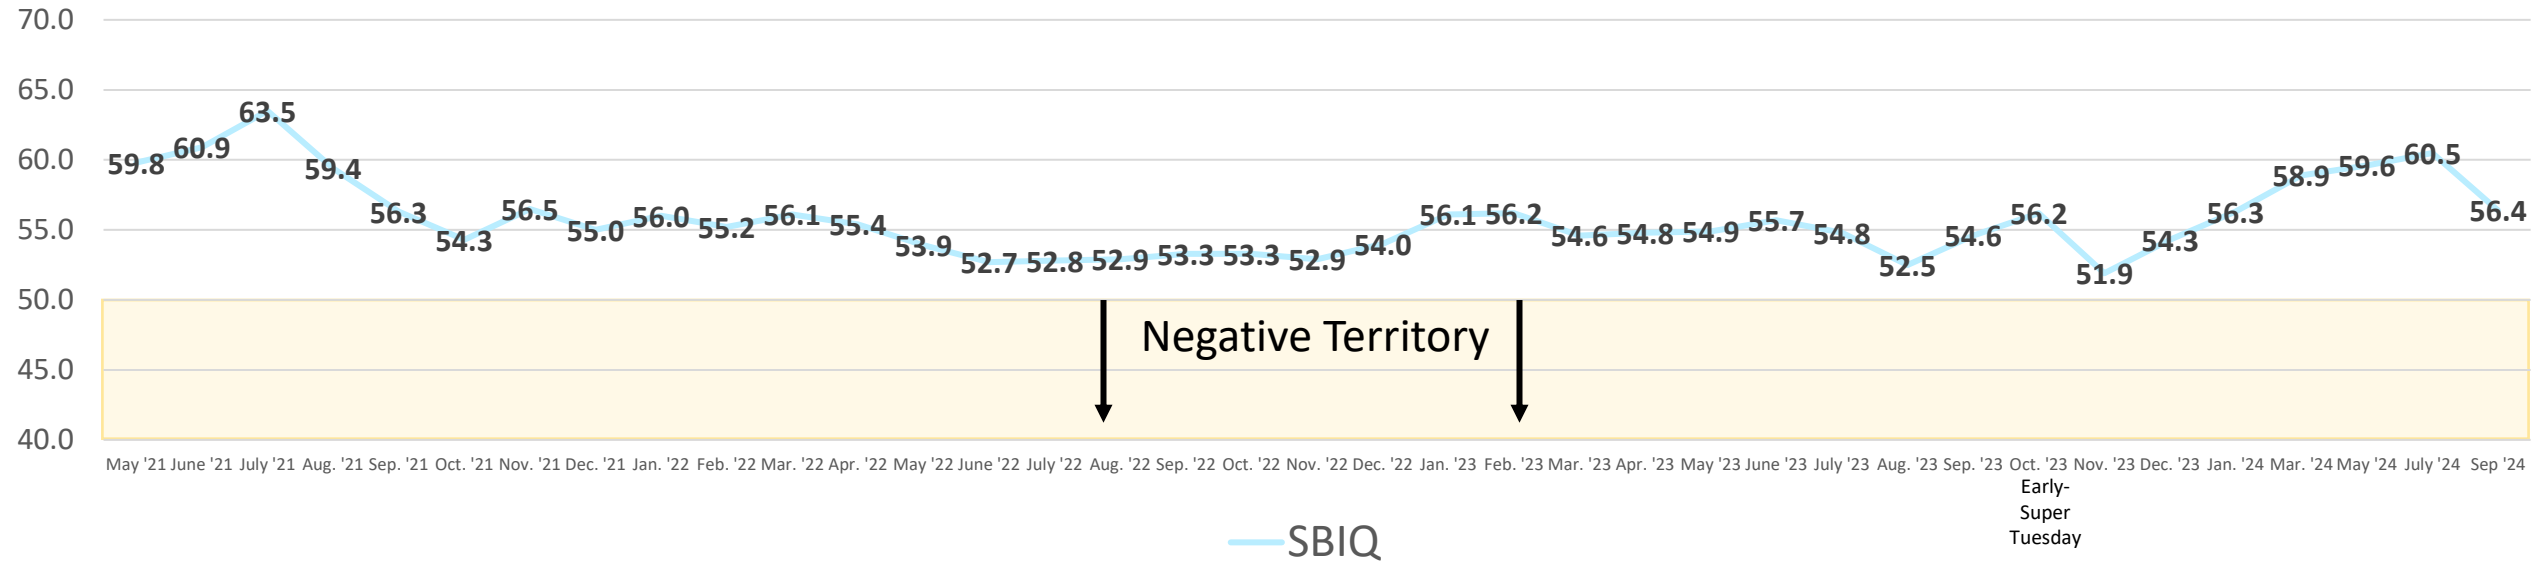 70.0
65.0
60.0
55.0
50.0
45.0
40.0
59.8 60.9 63.5 59.4 56.3 54.3 56.5 55.0 56.0 55.2 56.1 55.4 53.9 52.7 52.8 52.9 53.3 53.3 52.9 54.0 56.1 56.2 54.6 54.8 54.9 55.7 54.8 52.5 54.6 56.2 51.9 54.3 56.3 58.9 59.6 60.5 56.4
Negative Territory
May '21 June '21 July '21 Aug. '21 Sep. '21 Oct. '21 Nov. '21 Dec. '21 Jan. '22 Feb. '22 Mar. '22 Apr. '22 May '22 June '22 July '22 Aug. '22 Sep. '22 Oct. '22 Nov. '22 Dec. '22 Jan. '23 Feb. '23 Mar. '23 Apr. '23 May '23 June '23 July '23 Aug. '23 Sep. '23 Oct. '23 Nov. '23 Dec. '23 Jan. '24 Mar. '24 May '24 July '24 Sep '24
Early-
Super
Tuesday
SBIQ